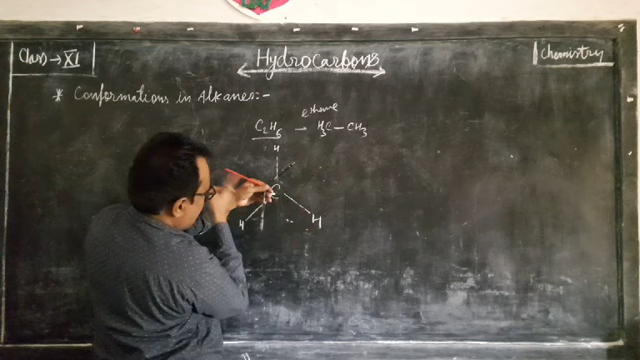 Class → XI
Hydrocarbons
Chemistry
* Conformations in Alkanes:-
ethane
C2H6 → H3C — CH3
H
C
H H